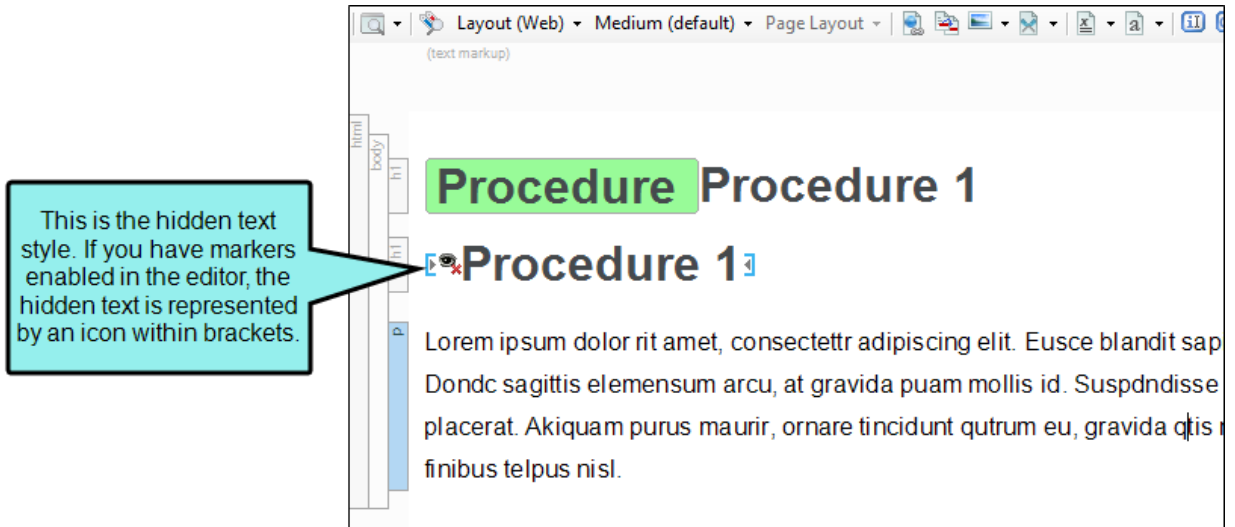 Layout (Web) Medium (default) Page Layout
(text markup)
html
body
h1
Procedure Procedure 1
This is the hidden text
style. If you have markers
enabled in the editor, the
hidden text is represented
by an icon within brackets.
h1
Procedure 1
p
Lorem ipsum dolor rit amet, consectettr adipiscing elit. Eusce blandit sap
Dondc sagittis elemensum arcu, at gravida puam mollis id. Suspdndisse
placerat. Akiquam purus maurir, ornare tincidunt qutrum eu, gravida qtis
finibus telpus nisl.